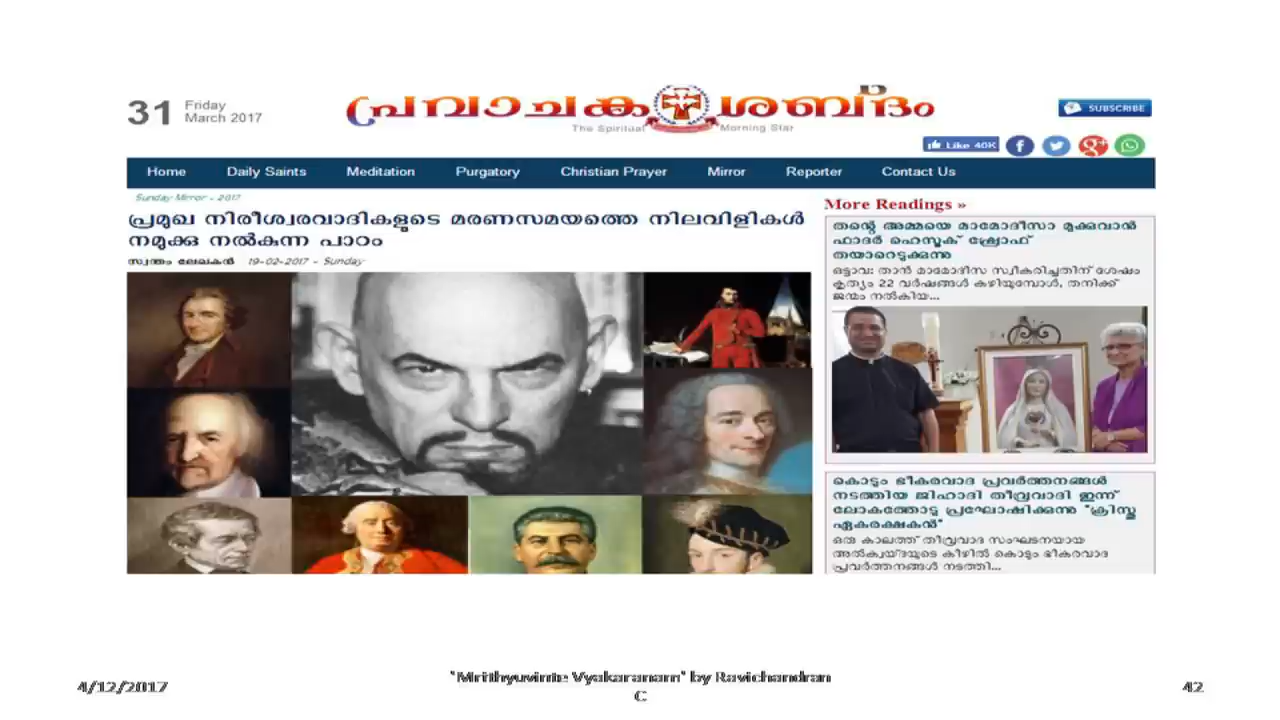 31 Friday
March 2017
പ്രവാചക ശബ്ദം
The Spiritual Morning Star
SUBSCRIBE
Like 40K
Home Daily Saints Meditation Purgatory Christian Prayer Mirror Reporter Contact Us
Sunday Mirror - 2017
പ്രമുഖ നിരീശ്വരവാദികളുടെ മരണസമയത്തെ നിലവിളികൾ
നമുക്കു നൽകുന്ന പാഠം
സ്വന്തം ലേഖകൻ 19-02-2017 - Sunday
More Readings »
തന്റെ അമ്മയെ മാമോദീസാ മുക്കുവാൻ
ഫാദർ ഹെസൂക് ഷ്രോഫ്
തയാറെടുക്കുന്നു
ഒട്ടാവ: താൻ മാമോദീസ സ്വീകരിച്ചതിന് ശേഷം
കൃത്യം 22 വർഷങ്ങൾ കഴിയുമ്പോൾ, തനിക്ക്
ജന്മം നൽകിയ...
കൊടും ഭീകരവാദ പ്രവർത്തനങ്ങൾ
നടത്തിയ ജിഹാദി തീവ്രവാദി ഇന്ന്
ലോകത്തോടു പ്രഘോഷിക്കുന്നു "ക്രിസ്തു
ഏകരക്ഷകൻ"
ഒരു കാലത്ത് തീവ്രവാദ സംഘടനയായ
അൽക്വയ്ദയുടെ കീഴിൽ കൊടും ഭീകരവാദ
പ്രവർത്തനങ്ങൾ നടത്തി...
4/12/2017
"Mrithyuvinte Vyakaranam" by Ravichandran
C
42